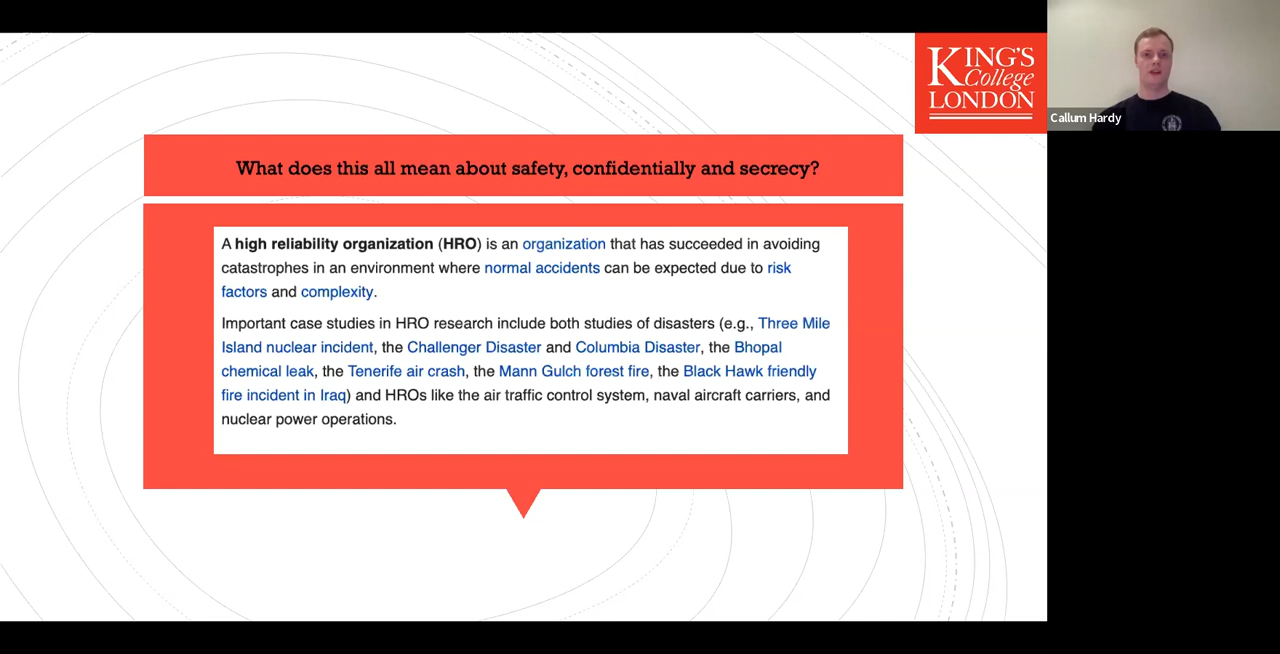 KING'S
College
LONDON
Callum Hardy
What does this all mean about safety, confidentially and secrecy?
A high reliability organization (HRO) is an organization that has succeeded in avoiding
catastrophes in an environment where normal accidents can be expected due to risk
factors and complexity.
Important case studies in HRO research include both studies of disasters (e.g., Three Mile
Island nuclear incident, the Challenger Disaster and Columbia Disaster, the Bhopal
chemical leak, the Tenerife air crash, the Mann Gulch forest fire, the Black Hawk friendly
fire incident in Iraq) and HROs like the air traffic control system, naval aircraft carriers, and
nuclear power operations.